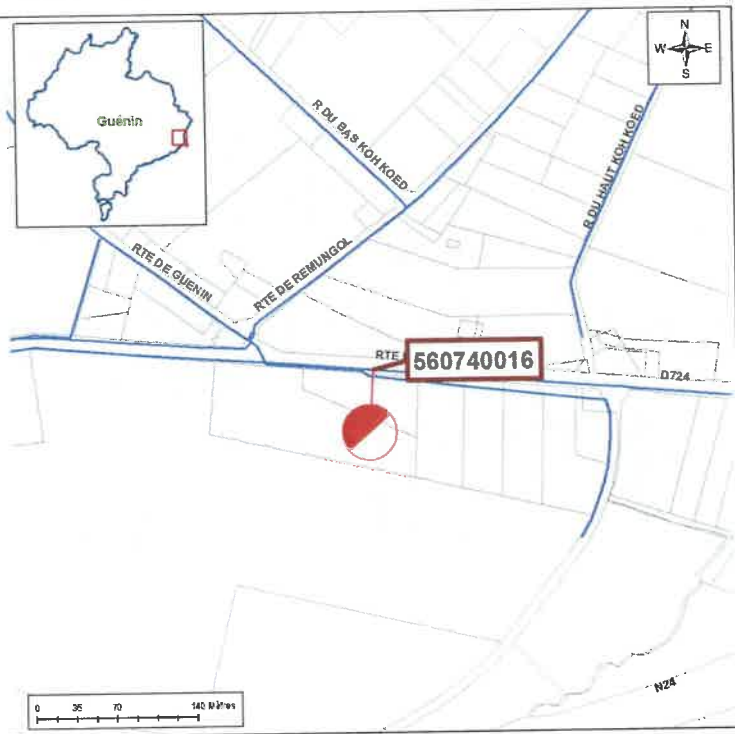 Guénin
N
W E
S
R DU BAS KOH KOED
R DU HAUT KOH KOED
RTE DE GUENIN
RTE DE REMUNGOL
RTE
560740016
D724
N24
0 35 70 140 Mètres